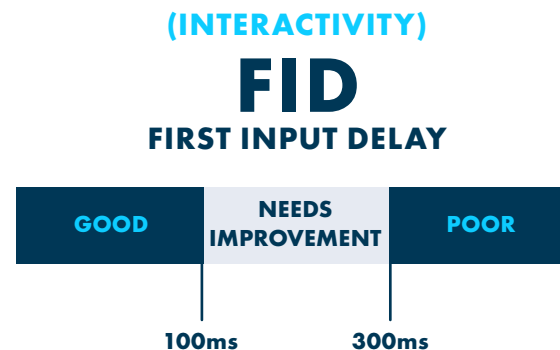 (INTERACTIVITY)
FID
FIRST INPUT DELAY
GOOD
NEEDS
IMPROVEMENT
POOR
100ms
300ms